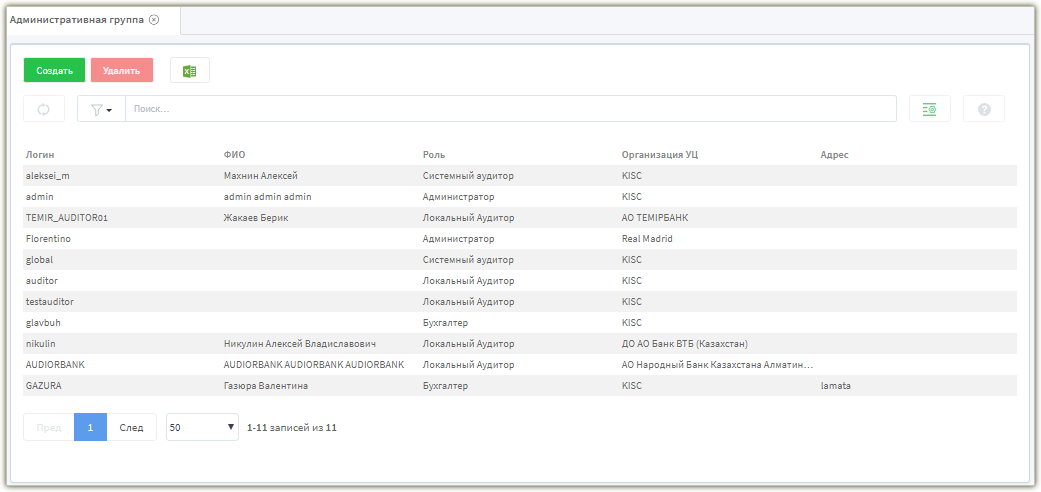 Административная группа
Создать Удалить
Поиск...
Логин ФИО Роль Организация УЦ Адрес
aleksei_m Махнин Алексей Системный аудитор KISC
admin admin admin admin Администратор KISC
TEMIR_AUDITOR01 Жакаев Берик Локальный Аудитор АО ТЕМІРБАНК
Florentino Администратор Real Madrid
global Системный аудитор KISC
auditor Локальный Аудитор KISC
testauditor Локальный Аудитор KISC
glavbuh Бухгалтер KISC
nikulin Никулин Алексей Владиславович Локальный Аудитор ДО АО Банк ВТБ (Казахстан)
AUDIORBANK AUDIORBANK AUDIORBANK AUDIORBANK Локальный Аудитор АО Народный Банк Казахстана Алматин...
GAZURA Газюра Валентина Бухгалтер KISC lamata
Пред 1 След 50 1-11 записей из 11